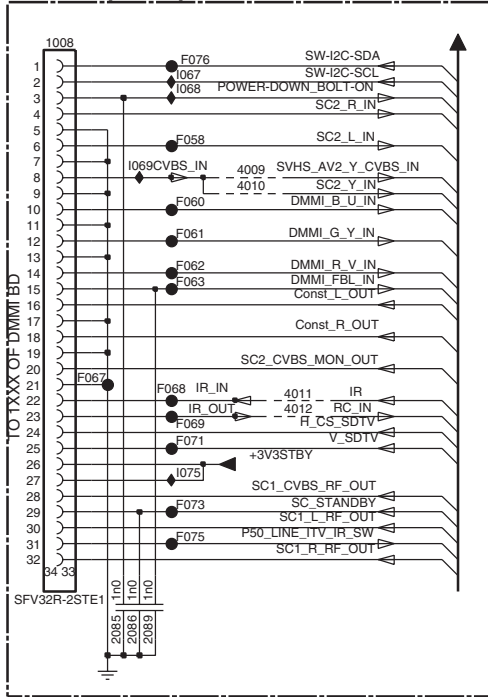 1008
1 F076 SW-I2C-SDA
2 I067 SW-I2C-SCL
3 I068 POWER-DOWN_BOLT-ON
4 SC2_R_IN
5
6 F058 SC2_L_IN
7
8 I069 CVBS_IN 4009 SVHS_AV2_Y_CVBS_IN
9 4010 SC2_Y_IN
10 F060 DMMI_B_U_IN
11
12 F061 DMMI_G_Y_IN
13
14 F062 DMMI_R_V_IN
15 F063 DMMI_FBL_IN
16 Const_L_OUT
17
18 Const_R_OUT
19
20 SC2_CVBS_MON_OUT
21 F067
22 F068 IR_IN 4011 IR
23 IR_OUT 4012 RC_IN
24 F069 H_CS_SDTV
25 F071 V_SDTV
26 +3V3STBY
27 I075
28 SC1_CVBS_RF_OUT
29 F073 SC_STANDBY
30 SC1_L_RF_OUT
31 F075 P50_LINE_ITV_IR_SW
32 SC1_R_RF_OUT
34 33
SFV32R-2STE1
TO 1XXX OF DMMI BD
2085 1n0
2086 1n0
2089 1n0